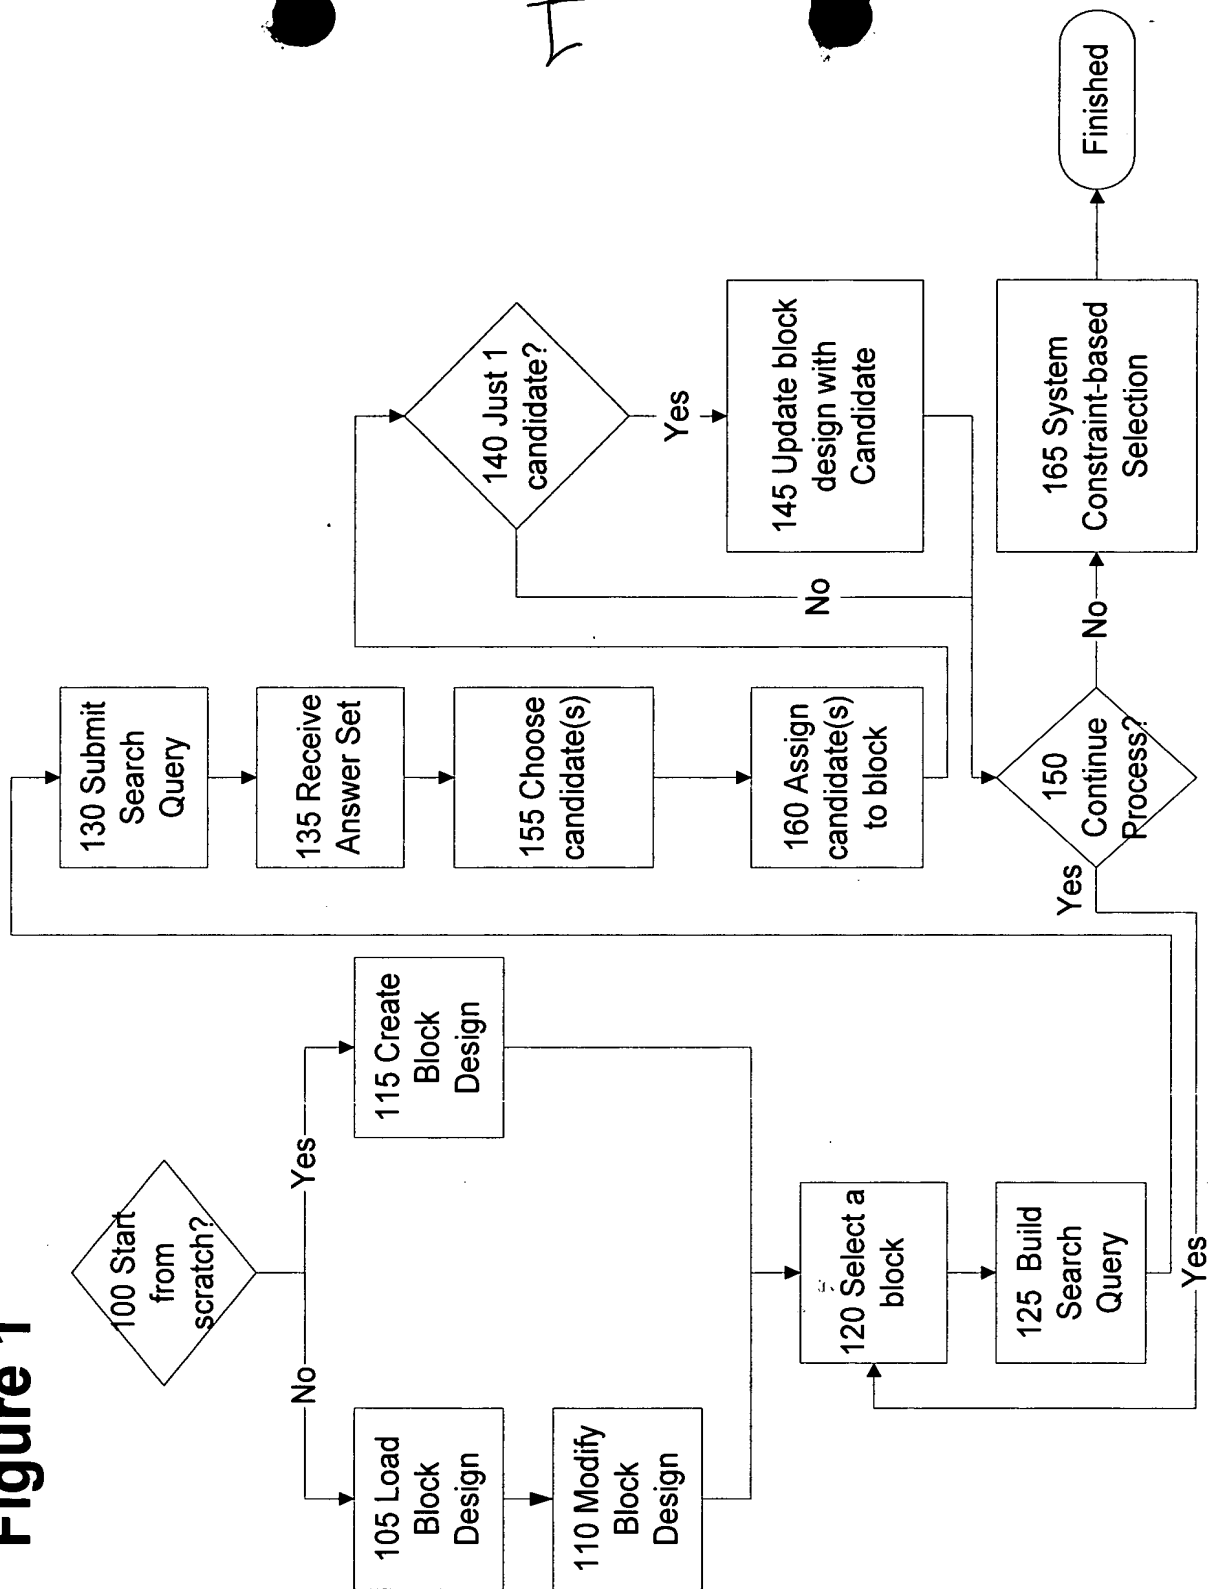 Figure 1
100 Start
from
scratch?
No
Yes
105 Load
Block
Design
110 Modify
Block
Design
115 Create
Block
Design
120 Select a
block
125 Build
Search
Query
130 Submit
Search
Query
135 Receive
Answer Set
155 Choose
candidate(s)
160 Assign
candidate(s)
to block
140 Just 1
candidate?
Yes
No
145 Update block
design with
Candidate
150
Continue
Process?
Yes
Yes
No
165 System
Constraint-based
Selection
Finished